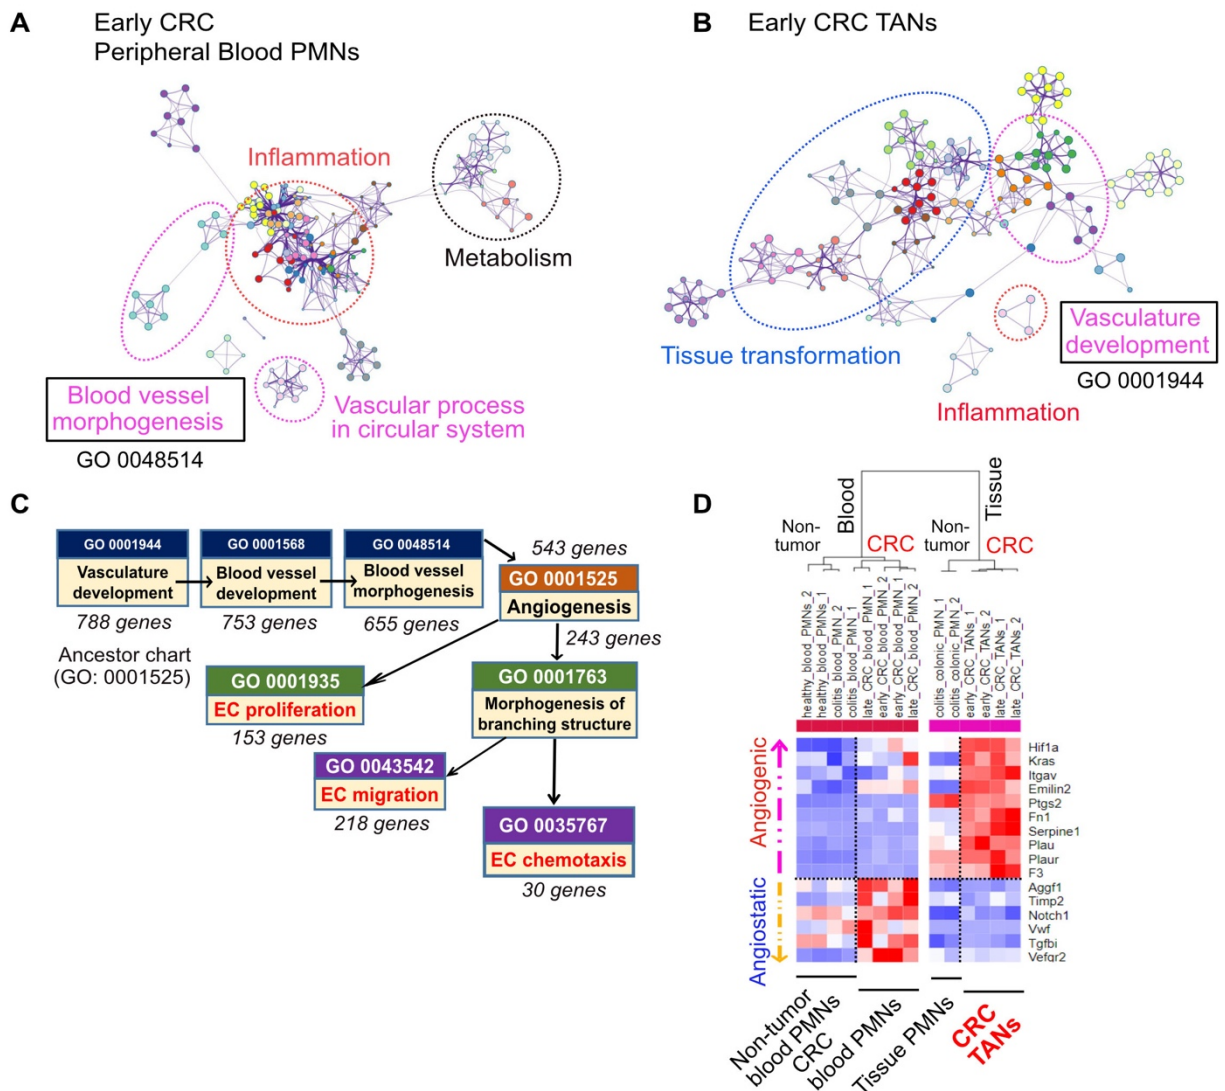 A
Early CRC
Peripheral Blood PMNs
Inflammation
Metabolism
Blood vessel
morphogenesis
GO 0048514
Vascular process
in circular system
B
Early CRC TANs
Tissue transformation
Vasculature
development
GO 0001944
Inflammation
C
GO 0001944
Vasculature
development
788 genes
GO 0001568
Blood vessel
development
753 genes
GO 0048514
Blood vessel
morphogenesis
655 genes
543 genes
GO 0001525
Angiogenesis
243 genes
Ancestor chart
(GO: 0001525)
GO 0001935
EC proliferation
153 genes
GO 0001763
Morphogenesis of
branching structure
GO 0043542
EC migration
218 genes
GO 0035767
EC chemotaxis
30 genes
D
Blood
Tissue
Non-
tumor
CRC
Non-
tumor
CRC
healthy_blood_PMNs_2
healthy_blood_PMNs_1
colitis_blood_PMN_2
colitis_blood_PMN_1
late_CRC_blood_PMN_1
early_CRC_blood_PMN_2
early_CRC_blood_PMN_1
late_CRC_blood_PMN_2
colitis_colonic_PMN_1
colitis_colonic_PMN_2
early_CRC_TANs_1
early_CRC_TANs_2
late_CRC_TANs_1
late_CRC_TANs_2
Angiogenic
Angiostatic
Hif1a
Kras
Itgav
Emilin2
Ptgs2
Fn1
Serpine1
Plau
Plaur
F3
Aggf1
Timp2
Notch1
Vwf
Tgfbi
Vefgr2
Non-tumor
blood PMNs
CRC
blood PMNs
Tissue PMNs
CRC
TANs